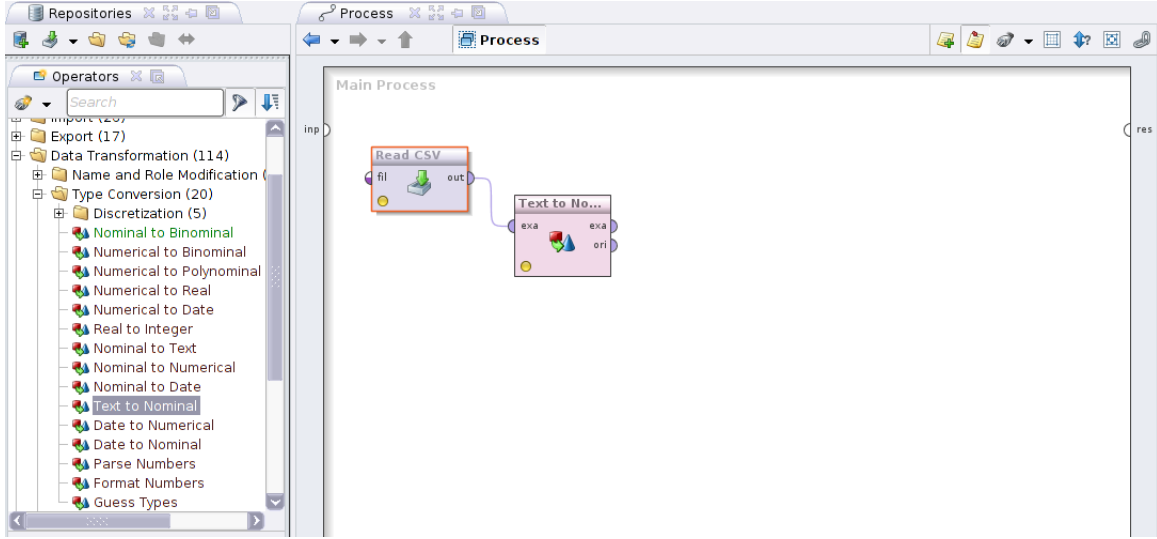 Repositories
Process
Process
Operators
Search
Main Process
Export (17)
Data Transformation (114)
Name and Role Modification (
Type Conversion (20)
Discretization (5)
Nominal to Binominal
Numerical to Binominal
Numerical to Polynominal
Numerical to Real
Numerical to Date
Real to Integer
Nominal to Text
Nominal to Numerical
Nominal to Date
Text to Nominal
Date to Numerical
Date to Nominal
Parse Numbers
Format Numbers
Guess Types
inp
res
Read CSV
fil
out
Text to No...
exa
exa
ori